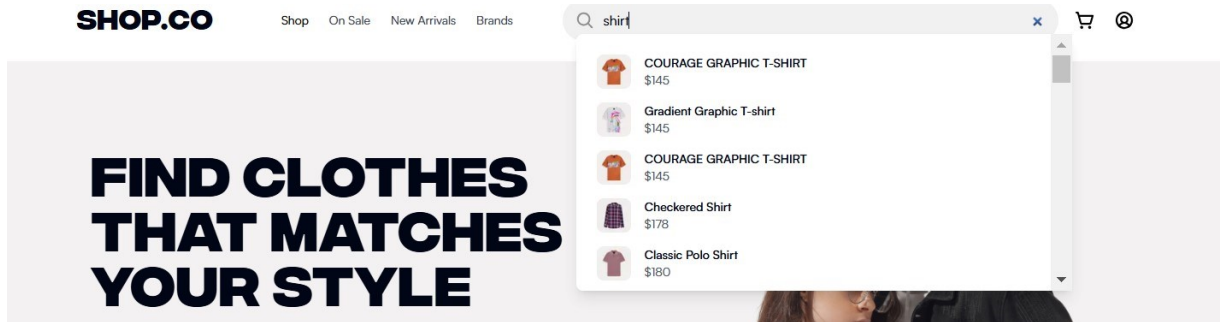 SHOP.CO
Shop On Sale New Arrivals Brands
shirt
COURAGE GRAPHIC T-SHIRT
$145
Gradient Graphic T-shirt
$145
COURAGE GRAPHIC T-SHIRT
$145
Checkered Shirt
$178
Classic Polo Shirt
$180
FIND CLOTHES
THAT MATCHES
YOUR STYLE